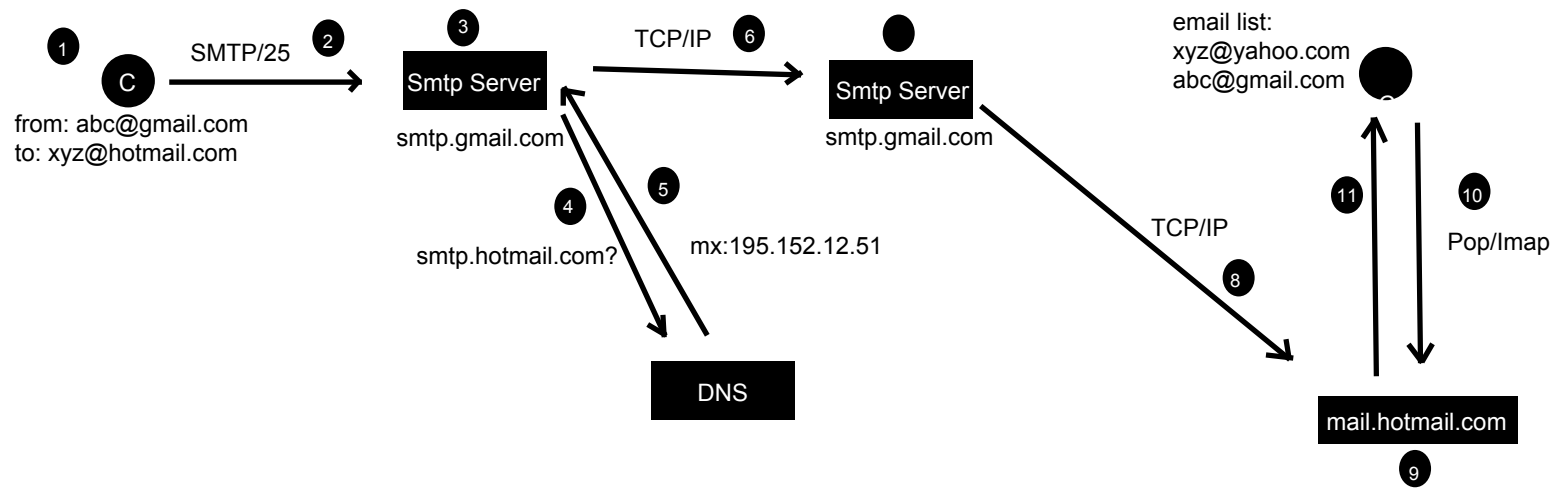 1
SMTP/25
2
C
from: abc@gmail.com
to: xyz@hotmail.com
3
Smtp Server
smtp.gmail.com
TCP/IP
6
Smtp Server
smtp.gmail.com
4
smtp.hotmail.com?
5
mx:195.152.12.51
DNS
TCP/IP
8
email list:
xyz@yahoo.com
abc@gmail.com
11
10
Pop/Imap
mail.hotmail.com
9